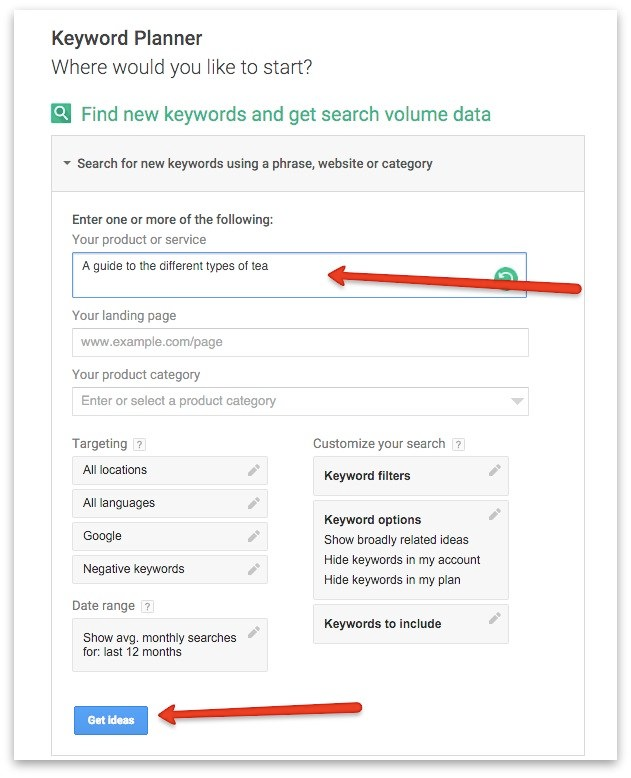 Keyword Planner
Where would you like to start?
Find new keywords and get search volume data
Search for new keywords using a phrase, website or category
Enter one or more of the following:
Your product or service
A guide to the different types of tea
Your landing page
www.example.com/page
Your product category
Enter or select a product category
Targeting ?
All locations
All languages
Google
Negative keywords
Date range ?
Show avg. monthly searches
for: last 12 months
Customize your search ?
Keyword filters
Keyword options
Show broadly related ideas
Hide keywords in my account
Hide keywords in my plan
Keywords to include
Get ideas